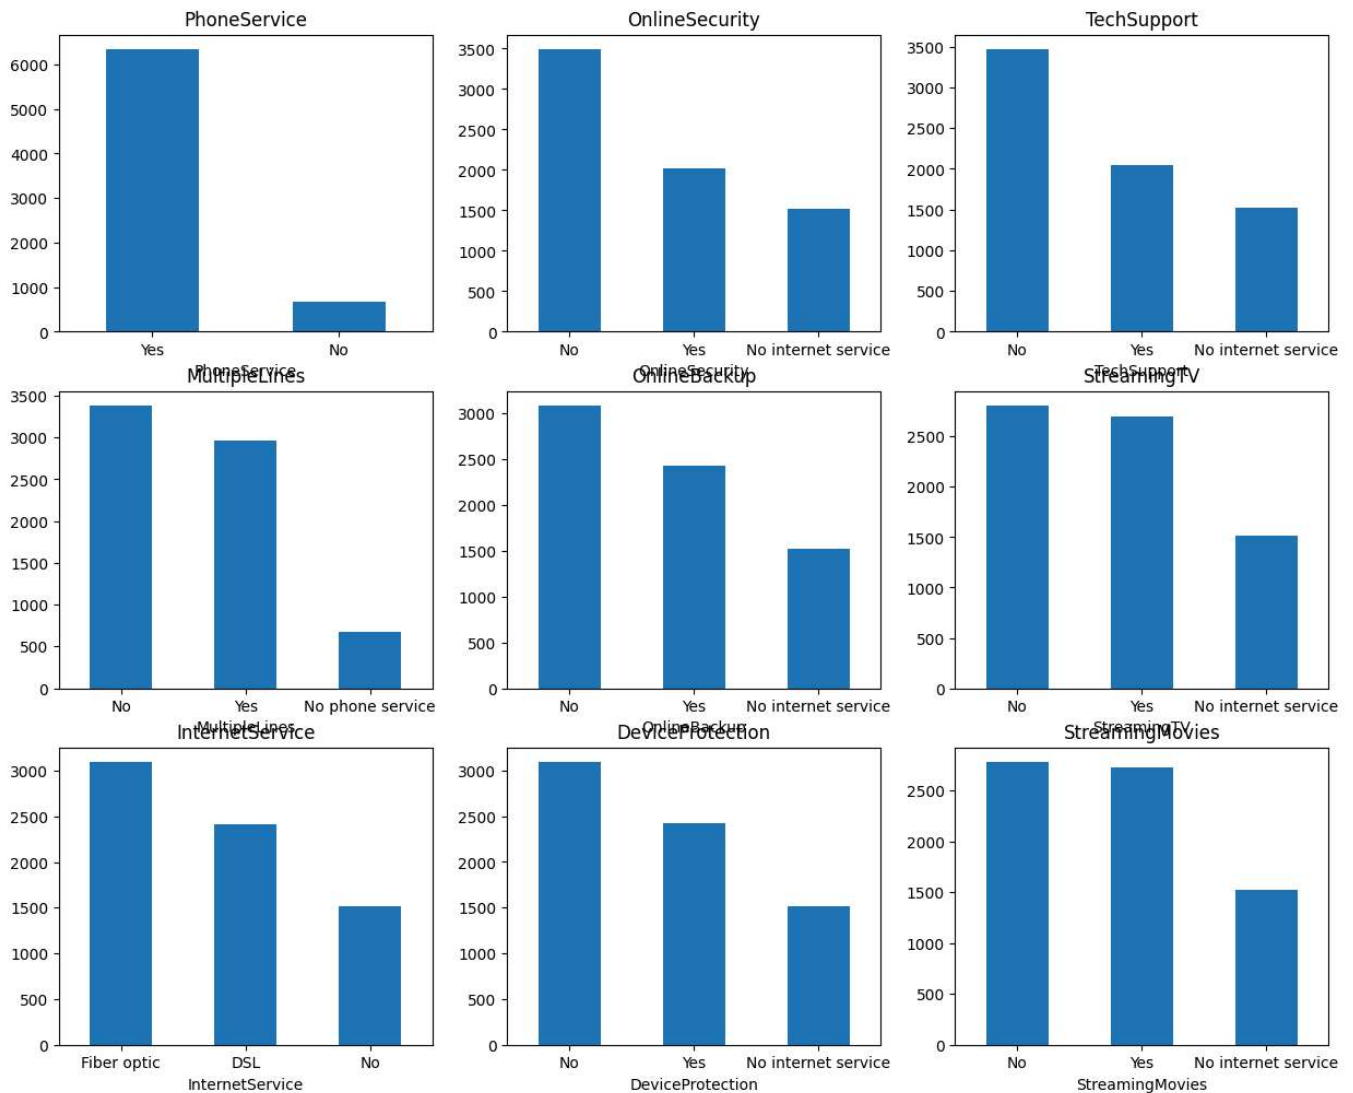 PhoneService
6000
5000
4000
3000
2000
1000
0
Yes No
PhoneService
OnlineSecurity
3500
3000
2500
2000
1500
1000
500
0
No Yes No internet service
OnlineSecurity
TechSupport
3500
3000
2500
2000
1500
1000
500
0
No Yes No internet service
TechSupport
MultipleLines
3500
3000
2500
2000
1500
1000
500
0
No Yes No phone service
MultipleLines
OnlineBackup
3000
2500
2000
1500
1000
500
0
No Yes No internet service
OnlineBackup
StreamingTV
2500
2000
1500
1000
500
0
No Yes No internet service
StreamingTV
InternetService
3000
2500
2000
1500
1000
500
0
Fiber optic DSL No
InternetService
DeviceProtection
3000
2500
2000
1500
1000
500
0
No Yes No internet service
DeviceProtection
StreamingMovies
2500
2000
1500
1000
500
0
No Yes No internet service
StreamingMovies